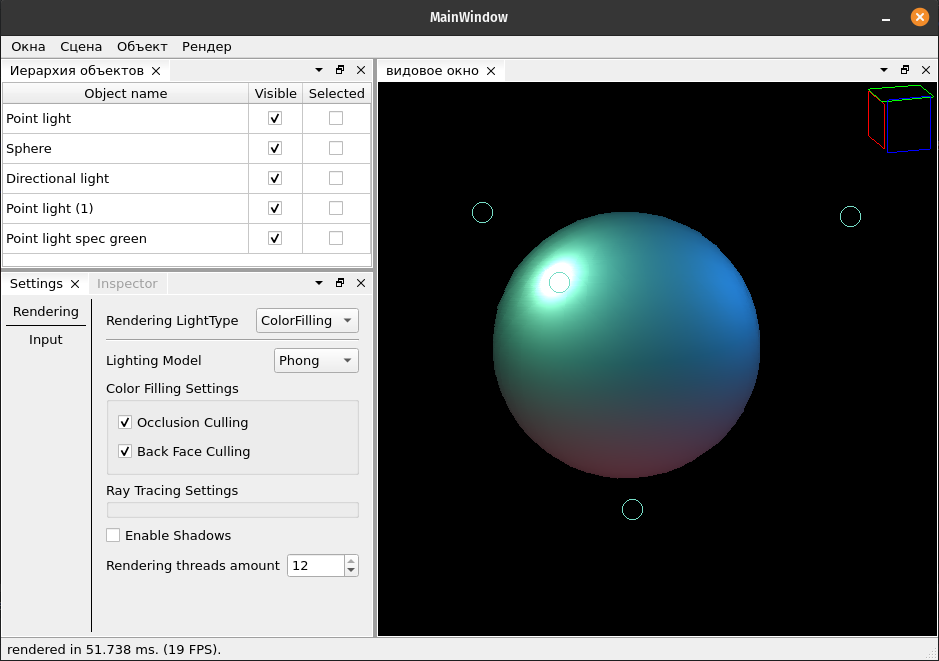 MainWindow
Окна Сцена Объект Рендер
Иерархия объектов
Object name Visible Selected
Point light
Sphere
Directional light
Point light (1)
Point light spec green
Settings Inspector
Rendering
Input
Rendering LightType ColorFilling
Lighting Model Phong
Color Filling Settings
Occlusion Culling
Back Face Culling
Ray Tracing Settings
Enable Shadows
Rendering threads amount 12
видовое окно
rendered in 51.738 ms. (19 FPS).